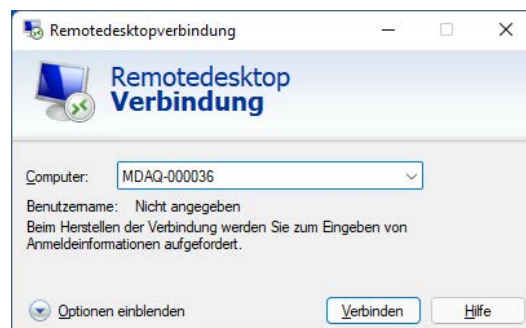 Remotedesktopverbindung
Remotedesktop
Verbindung
Computer: MDAQ-000036
Benutzername: Nicht angegeben
Beim Herstellen der Verbindung werden Sie zum Eingeben von
Anmeldeinformationen aufgefordert.
Optionen einblenden Verbinden Hilfe